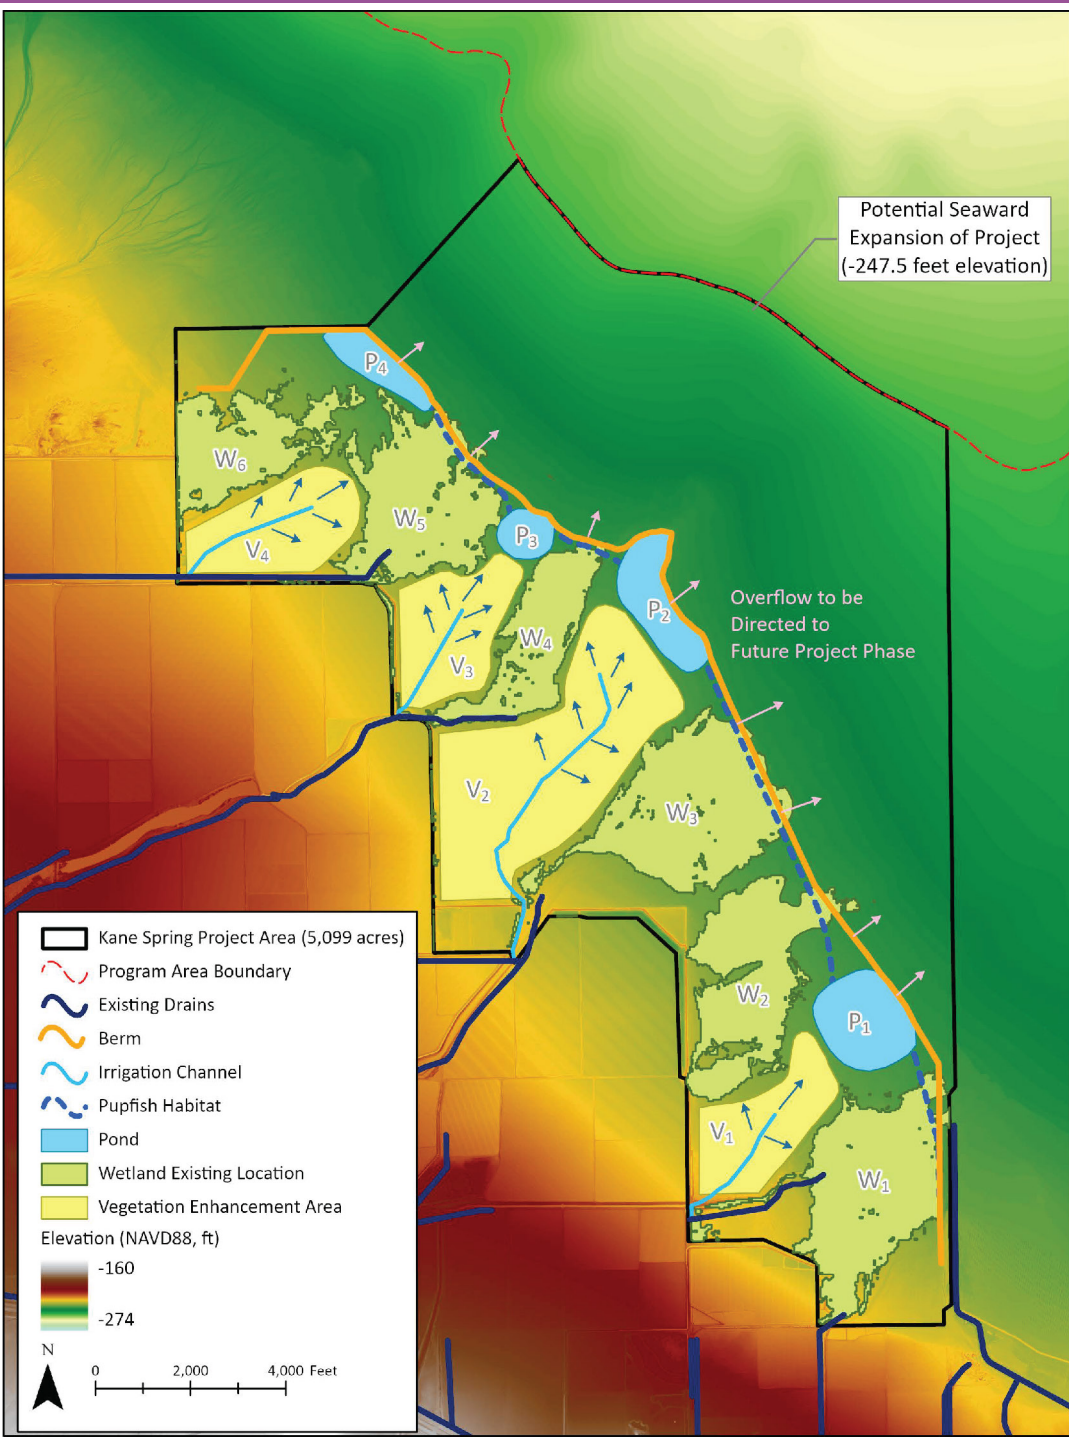 Potential Seaward
Expansion of Project
(-247.5 feet elevation)
P4
W6
W5
V4
P3
P2
Overflow to be
Directed to
Future Project Phase
W4
V3
V2
W3
W2
P1
V1
W1
Kane Spring Project Area (5,099 acres)
Program Area Boundary
Existing Drains
Berm
Irrigation Channel
Pupfish Habitat
Pond
Wetland Existing Location
Vegetation Enhancement Area
Elevation (NAVD88, ft)
-160
-274
N
0 2,000 4,000 Feet